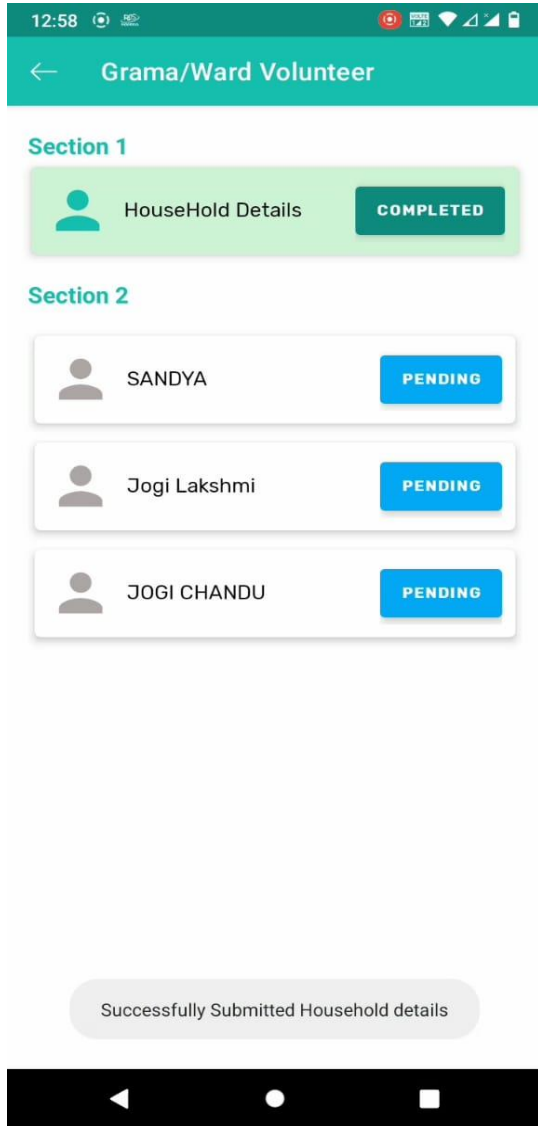 12:58
Grama/Ward Volunteer
Section 1
HouseHold Details COMPLETED
Section 2
SANDYA PENDING
Jogi Lakshmi PENDING
JOGI CHANDU PENDING
Successfully Submitted Household details